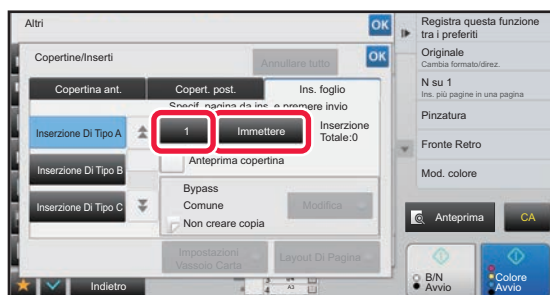 Altri
OK
Copertine/Inserti
Annullare tutto
OK
Copertina ant.
Copert. post.
Ins. foglio
Specif. pagina da ins. e premere invio
Inserzione Di Tipo A
1
Immettere
Inserzione
Totale:0
Anteprima copertina
Inserzione Di Tipo B
Bypass
Comune
Modifica
Inserzione Di Tipo C
Non creare copia
Impostazioni
Vassoio Carta
Layout Di Pagina
Indietro
Registra questa funzione
tra i preferiti
Originale
Cambia formato/direz.
N su 1
Ins. più pagine in una pagina
Pinzatura
Fronte Retro
Mod. colore
Anteprima
CA
B/N
Avvio
Colore
Avvio